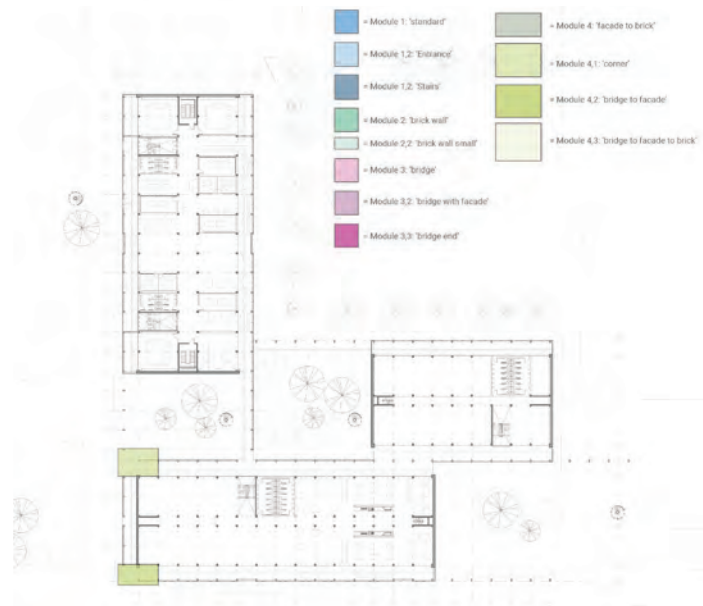 = Module 1: 'standard'
= Module 1,2: 'Entrance'
= Module 1,2: 'Stairs'
= Module 2: 'brick wall'
= Module 2,2: 'brick wall small'
= Module 3: 'bridge'
= Module 3,2: 'bridge with facade'
= Module 3,3: 'bridge end'
= Module 4: 'facade to brick'
= Module 4,1: 'corner'
= Module 4,2: 'bridge to facade'
= Module 4,3: 'bridge to facade to brick'